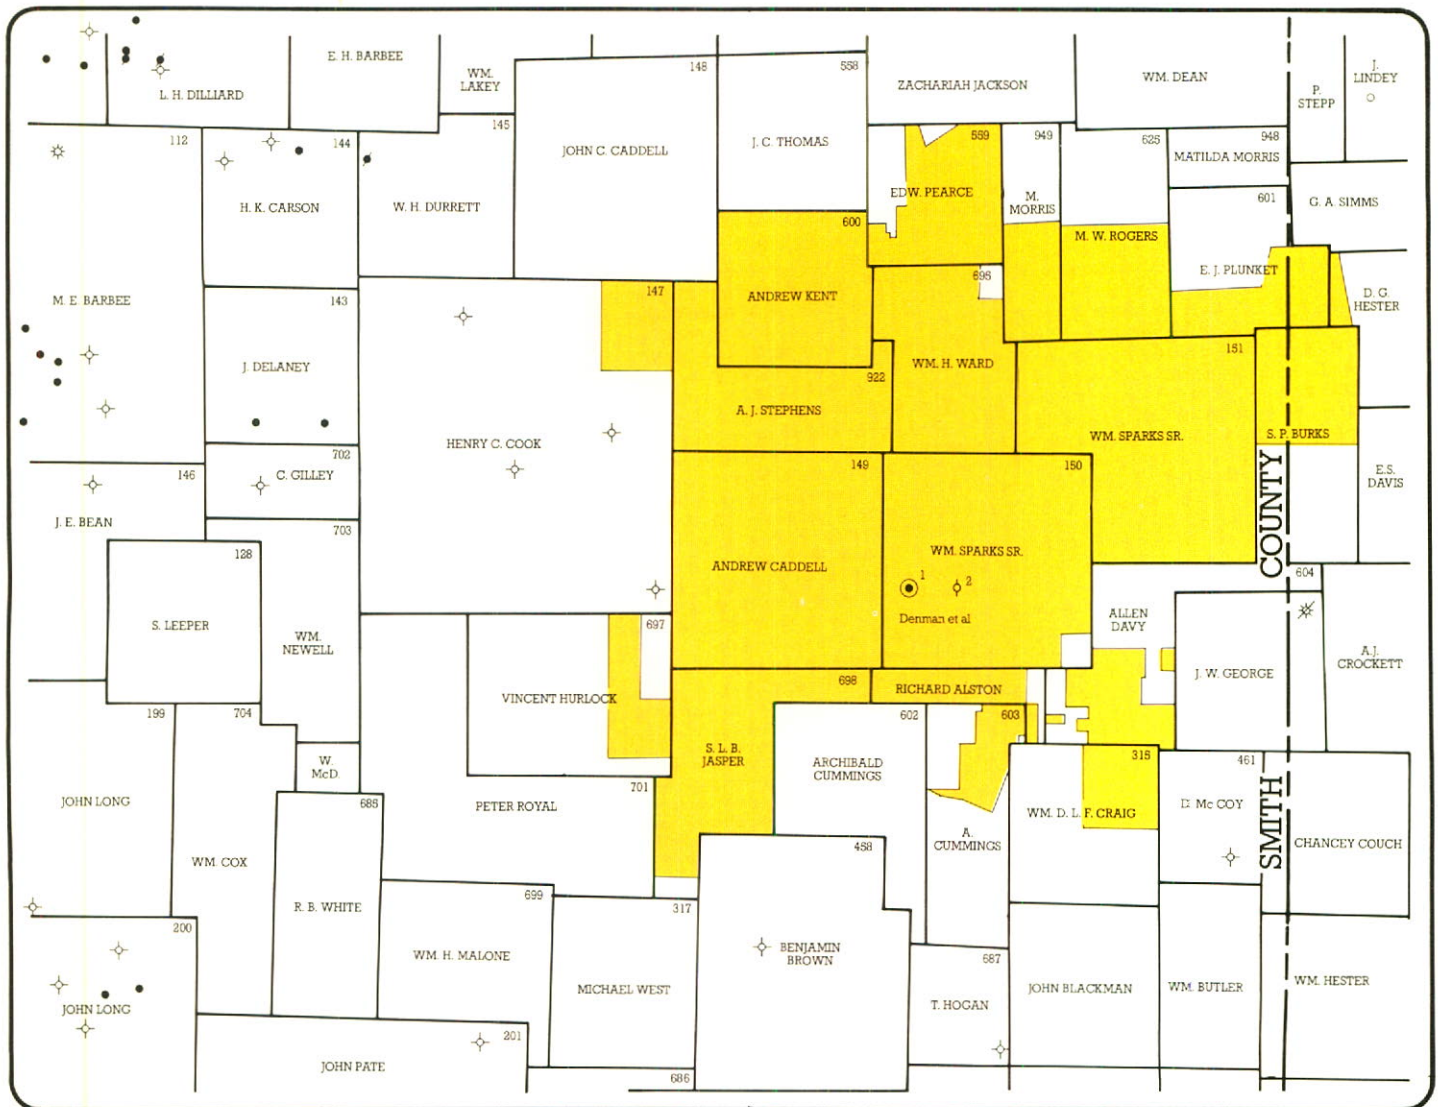 E. H. BARBEE
WM.
LAKEY
148
558
ZACHARIAH JACKSON
WM. DEAN
P.
STEPP
J.
LINDEY
L. H. DILLIARD
112
144
145
JOHN C. CADDELL
J. C. THOMAS
559
949
625
948
MATILDA MORRIS
H. K. CARSON
W. H. DURRETT
EDW. PEARCE
M.
MORRIS
601
G. A. SIMMS
600
M. W. ROGERS
E. J. PLUNKET
M. E. BARBEE
143
147
ANDREW KENT
696
D. G.
HESTER
J. DELANEY
922
WM. H. WARD
151
A. J. STEPHENS
HENRY C. COOK
WM. SPARKS SR.
S. P. BURKS
146
702
C. GILLEY
149
150
E.S.
DAVIS
J. E. BEAN
703
128
ANDREW CADDELL
WM. SPARKS SR.
1
2
Denman et al
COUNTY
604
S. LEEPER
WM.
NEWELL
697
ALLEN
DAVY
A.J.
CROCKETT
VINCENT HURLOCK
698
RICHARD ALSTON
J. W. GEORGE
199
704
602
603
W.
McD.
S. L. B.
JASPER
ARCHIBALD
CUMMINGS
315
461
JOHN LONG
685
PETER ROYAL
701
WM. D. L. F. CRAIG
D. Mc COY
SMITH
WM. COX
458
A.
CUMMINGS
CHANCEY COUCH
R. B. WHITE
699
317
200
WM. H. MALONE
BENJAMIN
BROWN
687
MICHAEL WEST
JOHN BLACKMAN
WM. BUTLER
WM. HESTER
JOHN LONG
T. HOGAN
201
JOHN PATE
686